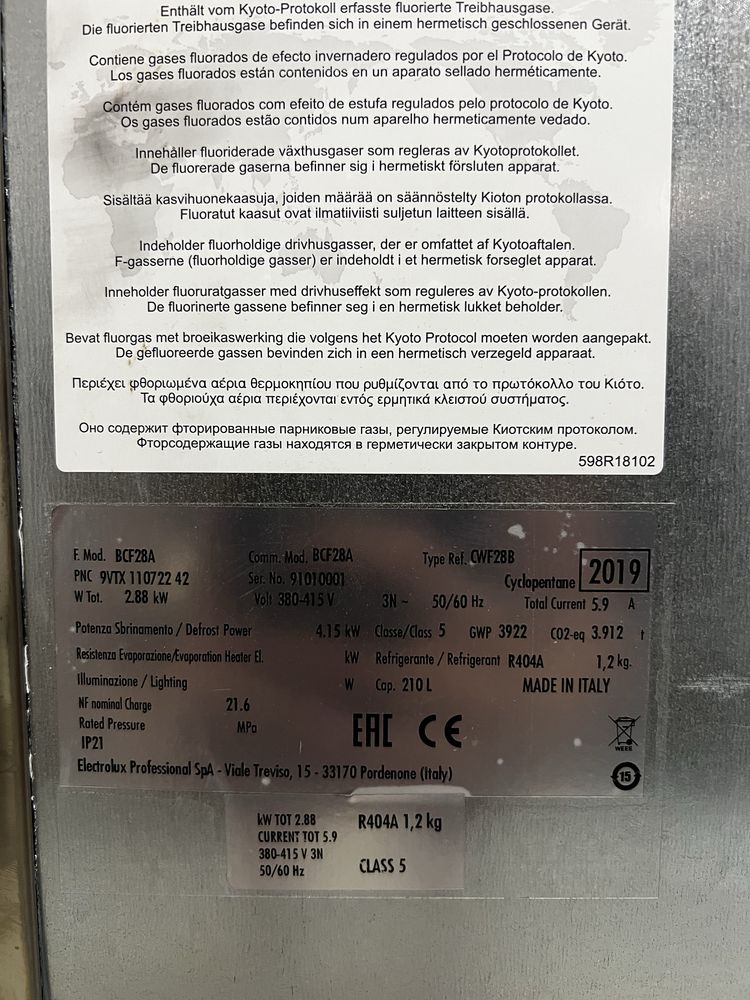 Enthält vom Kyoto-Protokoll erfasste fluorierte Treibhausgase.
Die fluorierten Treibhausgase befinden sich in einem hermetisch geschlossenen Gerät.
Contiene gases fluorados de efecto invernadero regulados por el Protocolo de Kyoto.
Los gases fluorados están contenidos en un aparato sellado herméticamente.
Contém gases fluorados com efeito de estufa regulados pelo protocolo de Kyoto.
Os gases fluorados estão contidos num aparelho hermeticamente vedado.
Innehåller fluoriderade växthusgaser som regleras av Kyotoprotokollet.
De fluorerade gaserna befinner sig i hermetiskt förslutna apparat.
Sisältää kasvihuonekaasuja, joiden määrää on säännöstelty Kioton protokollassa.
Fluoratut kaasut ovat ilmatiiviisti suljetun laitteen sisällä.
Indeholder fluorholdige drivhusgasser, der er omfattet af Kyotoaftalen.
F-gasserne (fluorholdige gasser) er indeholdt i et hermetisk forseglet apparat.
Inneholder fluoruratgasser med drivhuseffekt som reguleres av Kyoto-protokollen.
De fluorinerte gassene befinner seg i en hermetisk lukket beholder.
Bevat fluorgas met broeikaswerking die volgens het Kyoto Protocol moeten worden aangepakt.
De gefluoreerde gassen bevinden zich in een hermetisch verzegeld apparaat.
Περιέχει φθοριωμένα αέρια θερμοκηπίου που ρυθμίζονται από το πρωτόκολλο του Κιότο.
Τα φθοριούχα αέρια περιέχονται εντός ερμητικά κλειστού συστήματος.
Оно содержит фторированные парниковые газы, регулируемые Киотским протоколом.
Фторсодержащие газы находятся в герметически закрытом контуре.
598R18102
F. Mod. BCF28A Comm. Mod. BCF28A Type Ref. CWF28B
PNC 9VTX 110722 42 Ser. No. 91010001 Cyclopentane 2019
W Tot. 2.88 kW Volt 380-415 V 3N ~ 50/60 Hz Total Current 5.9 A
Potenza Sbrinamento / Defrost Power 4.15 kW Classe/Class 5 GWP 3922 CO2-eq 3.912 t
Resistenza Evaporazione/Evaporation Heater El. kW Refrigerante / Refrigerant R404A 1,2 kg.
Illuminazione / Lighting W Cap. 210 L MADE IN ITALY
NF nominal Charge 21.6
Rated Pressure MPa
IP21 EAC CE WEEE
Electrolux Professional SpA - Viale Treviso, 15 - 33170 Pordenone (Italy) 15
kW TOT 2.88 R404A 1,2 kg
CURRENT TOT 5.9
380-415 V 3N
50/60 Hz CLASS 5